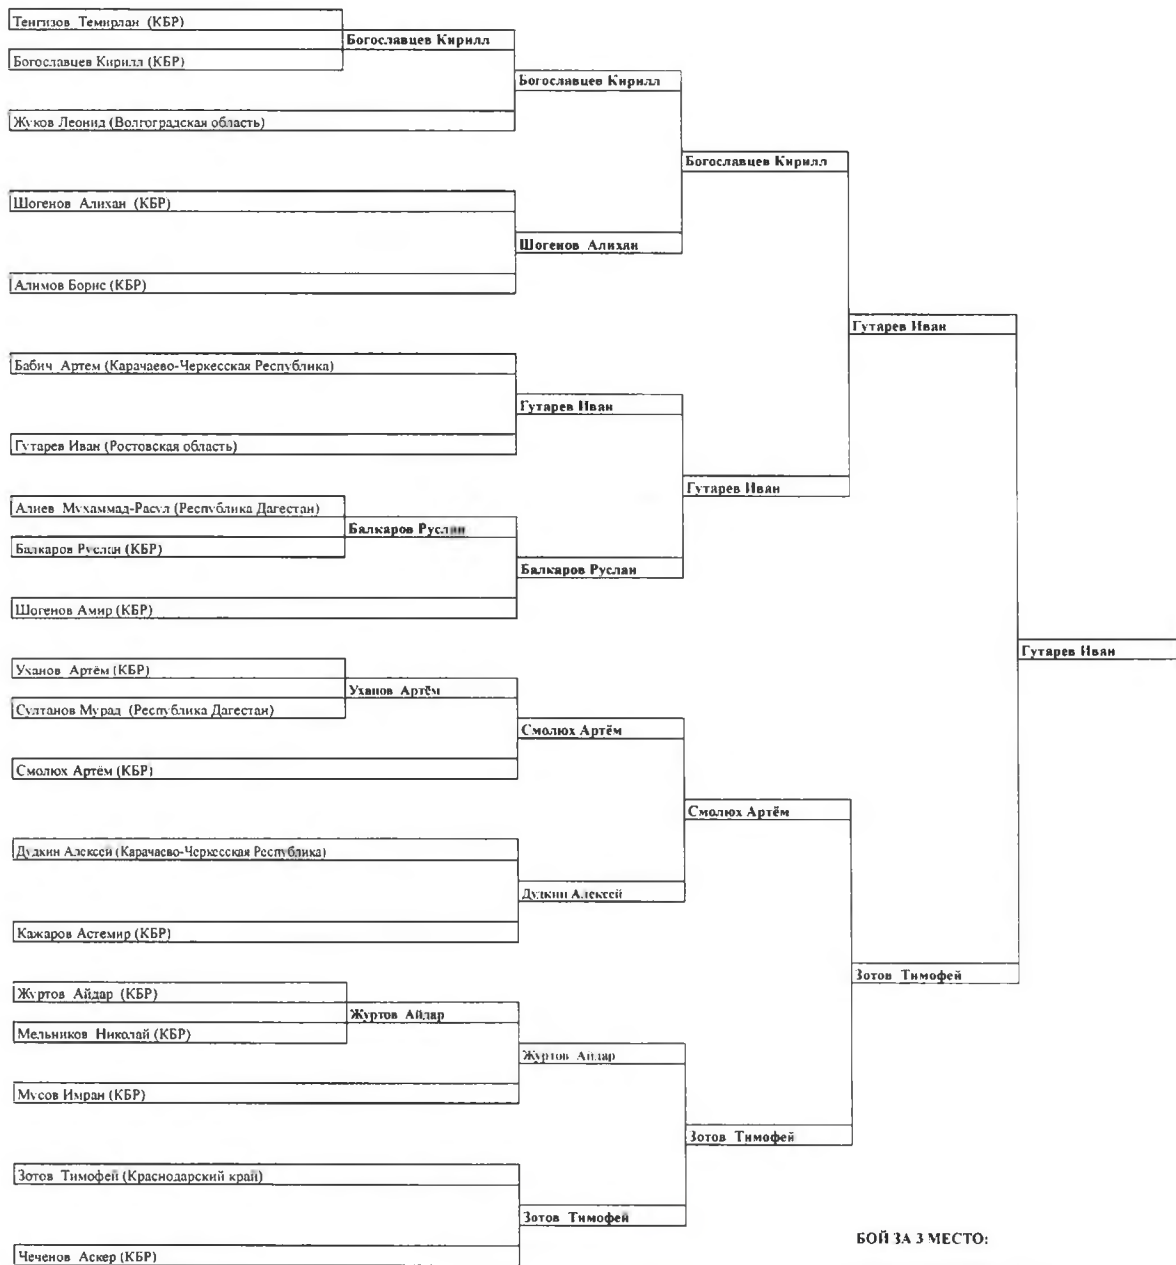 Тенгизов Темирлан (КБР)
Богославцев Кирилл
Богославцев Кирилл (КБР)
Богославцев Кирилл
Жуков Леонид (Волгоградская область)
Богославцев Кирилл
Шогенов Алихан (КБР)
Шогенов Алихан
Алимов Борис (КБР)
Гутарев Иван
Бабич Артем (Карачаево-Черкесская Республика)
Гутарев Иван
Гутарев Иван (Ростовская область)
Гутарев Иван
Алиев Мухаммад-Расул (Республика Дагестан)
Балкаров Руслан
Балкаров Руслан (КБР)
Балкаров Руслан
Шогенов Амир (КБР)
Гутарев Иван
Уханов Артём (КБР)
Уханов Артём
Султанов Мурад (Республика Дагестан)
Смолюх Артём
Смолюх Артём (КБР)
Смолюх Артём
Дудкин Алексей (Карачаево-Черкесская Республика)
Дудкин Алексей
Кажаров Астемир (КБР)
Зотов Тимофей
Журтов Айдар (КБР)
Журтов Айдар
Мельников Николай (КБР)
Журтов Айдар
Мусов Имран (КБР)
Зотов Тимофей
Зотов Тимофей (Краснодарский край)
Зотов Тимофей
БОЙ ЗА 3 МЕСТО:
Чеченов Аскер (КБР)